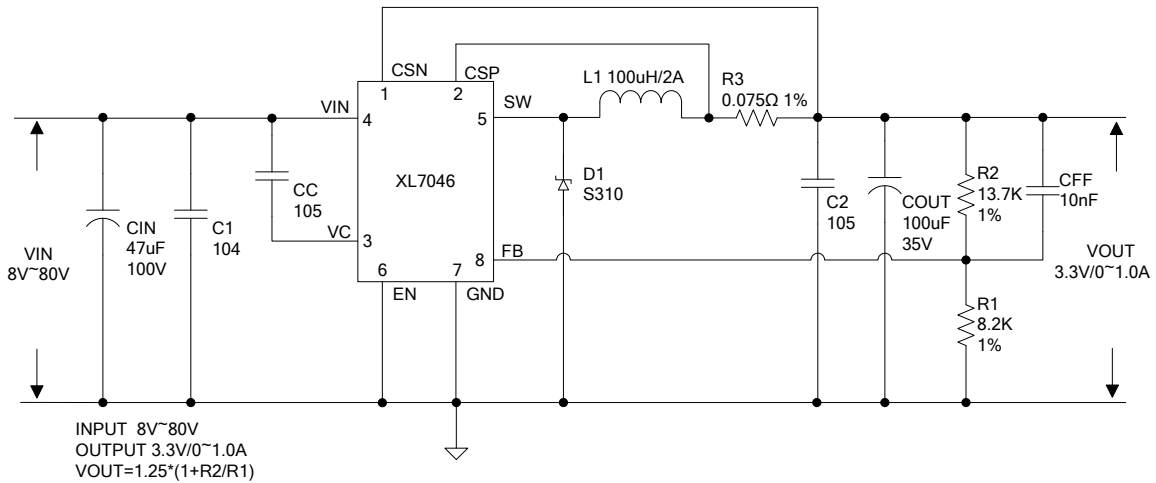 CSN
CSP
1
2
VIN
4
SW
5
XL7046
L1 100uH/2A
R3
0.075Ω 1%
CC
105
VC
3
CIN
47uF
100V
C1
104
VIN
8V~80V
D1
S310
C2
105
COUT
100uF
35V
R2
13.7K
1%
CFF
10nF
8
FB
6
7
EN
GND
R1
8.2K
1%
VOUT
3.3V/0~1.0A
INPUT 8V~80V
OUTPUT 3.3V/0~1.0A
VOUT=1.25*(1+R2/R1)